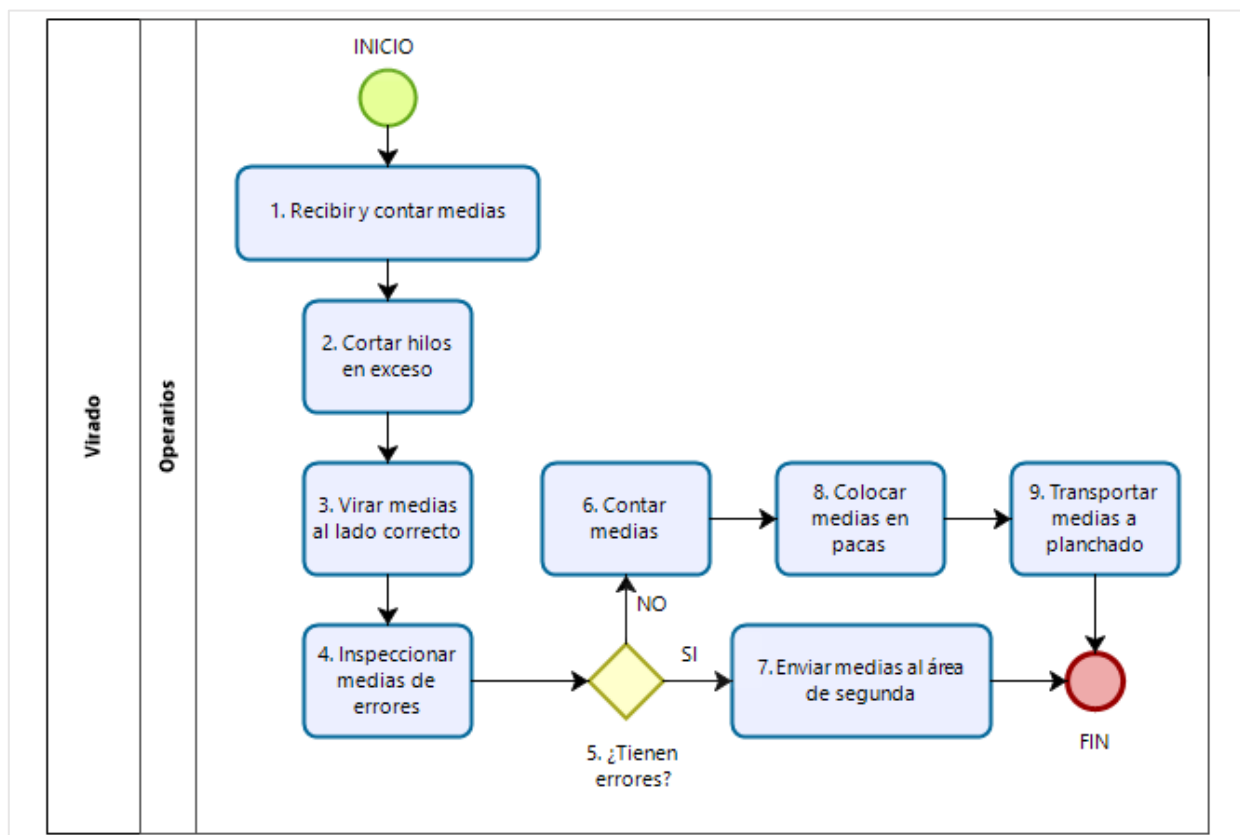 Virado
Operarios
INICIO
1. Recibir y contar medias
2. Cortar hilos
en exceso
3. Virar medias
al lado correcto
4. Inspeccionar
medias de
errores
5. ¿Tienen
errores?
NO
6. Contar
medias
8. Colocar
medias en
pacas
9. Transportar
medias a
planchado
SI
7. Enviar medias al área
de segunda
FIN